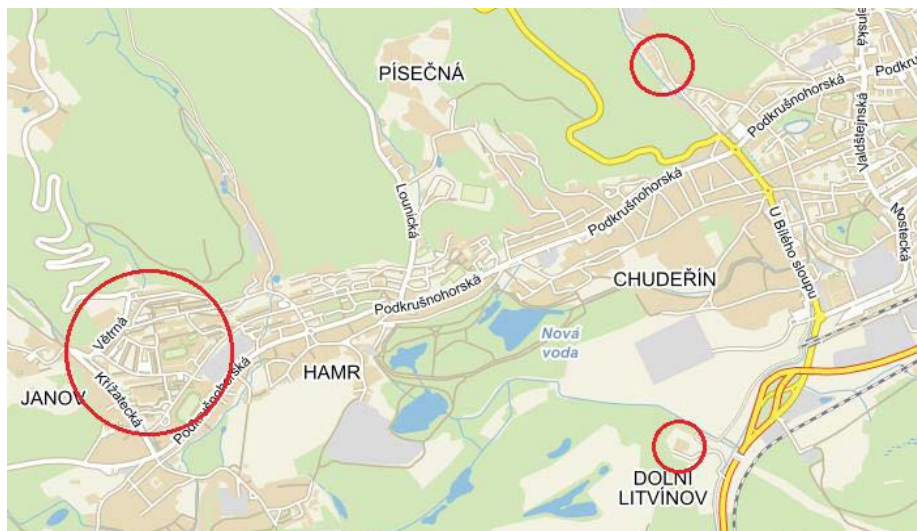 PÍSEČNÁ
Podkrušnohorská
Podkrušnohorská
Valdštejnská
Lounická
Podkrušnohorská
Mostecká
U Bílého sloupu
CHUDEŘÍN
Podkrušnohorská
Nová
voda
Větrná
HAMR
JANOV
Křížatecká
Podkrušnohorská
DOLNÍ
LITVÍNOV